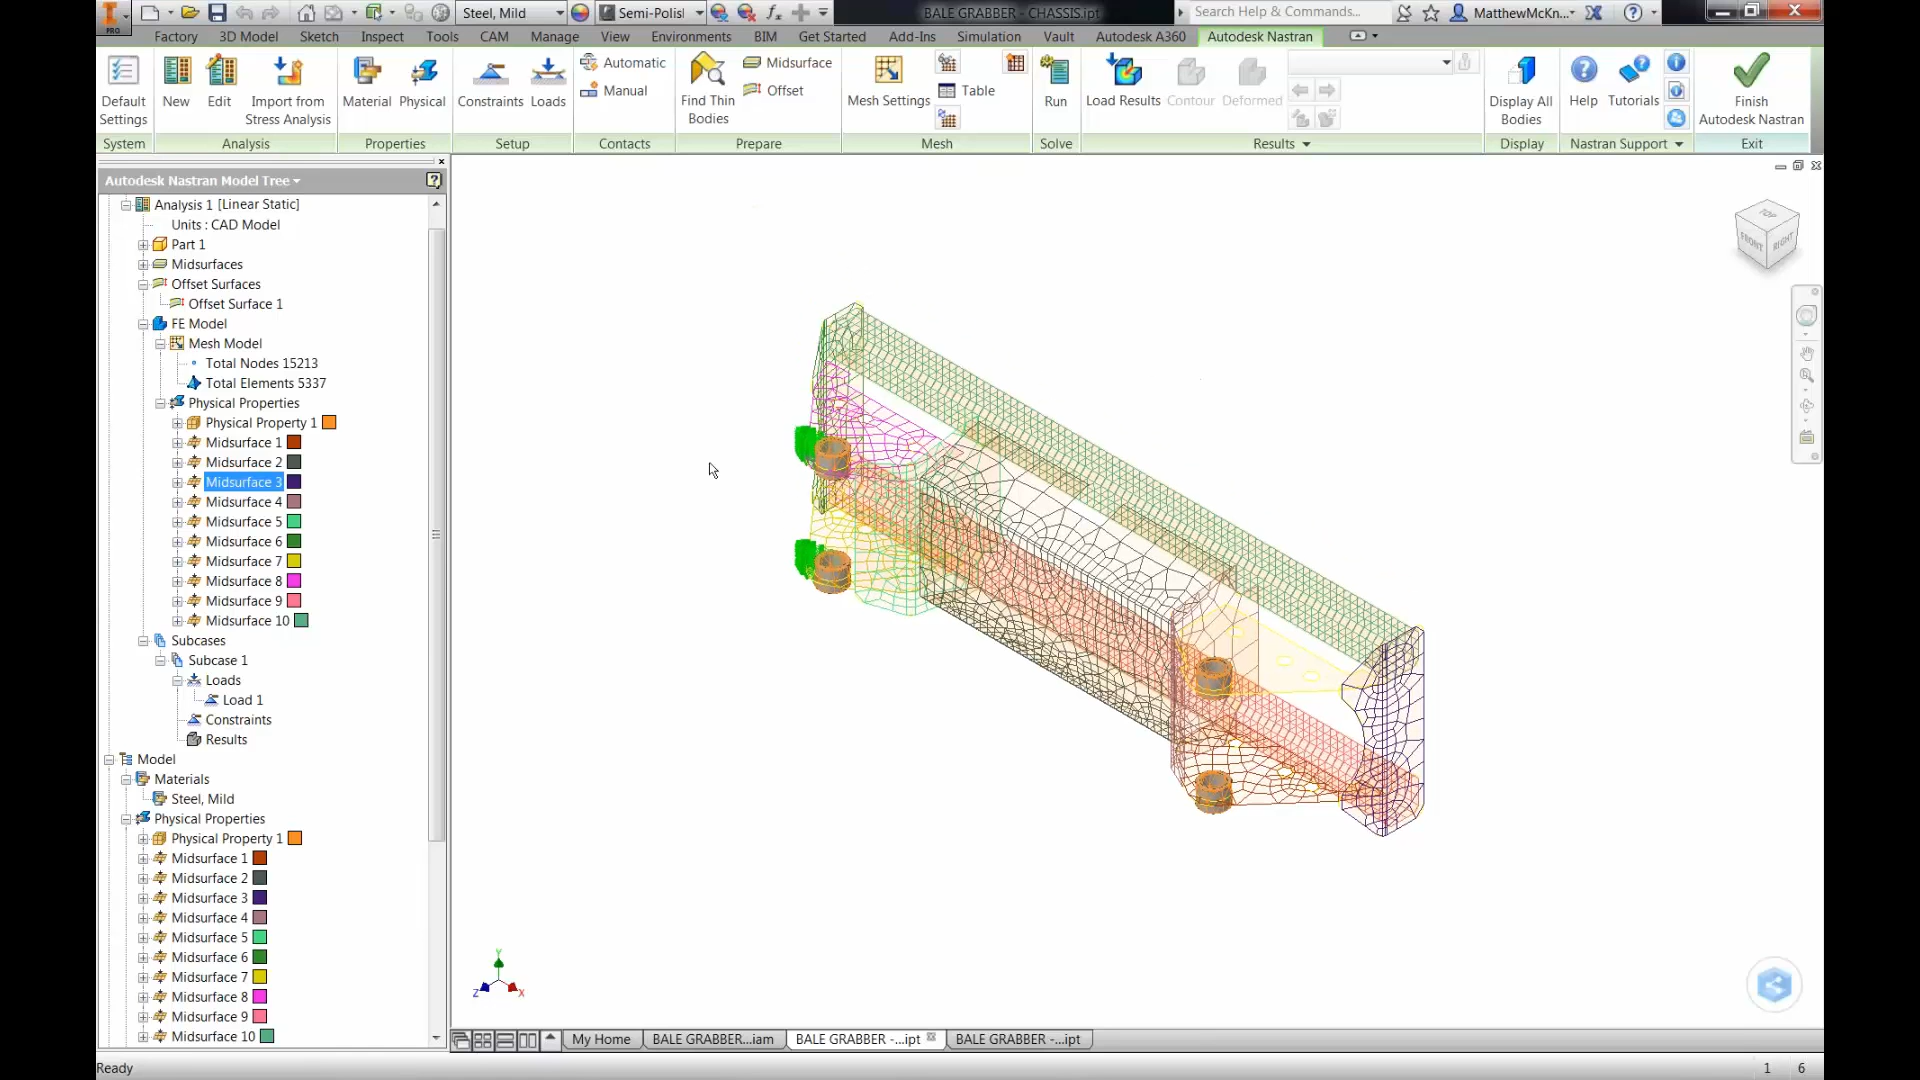 PRO
Steel, Mild
Semi-Polisl
BALE GRABBER - CHASSIS.ipt
Search Help & Commands...
MatthewMcKn...
Factory 3D Model Sketch Inspect Tools CAM Manage View Environments BIM Get Started Add-Ins Simulation Vault Autodesk A360 Autodesk Nastran
Default Settings
New
Edit
Import from Stress Analysis
Material
Physical
Constraints
Loads
Automatic
Manual
Find Thin Bodies
Midsurface
Offset
Mesh Settings
Table
Run
Load Results
Contour
Deformed
Display All Bodies
Help
Tutorials
Finish Autodesk Nastran
System Analysis Properties Setup Contacts Prepare Mesh Solve Results Display Nastran Support Exit
Autodesk Nastran Model Tree
Analysis 1 [Linear Static]
Units : CAD Model
Part 1
Midsurfaces
Offset Surfaces
Offset Surface 1
FE Model
Mesh Model
Total Nodes 15213
Total Elements 5337
Physical Properties
Physical Property 1
Midsurface 1
Midsurface 2
Midsurface 3
Midsurface 4
Midsurface 5
Midsurface 6
Midsurface 7
Midsurface 8
Midsurface 9
Midsurface 10
Subcases
Subcase 1
Loads
Load 1
Constraints
Results
Model
Materials
Steel, Mild
Physical Properties
Physical Property 1
Midsurface 1
Midsurface 2
Midsurface 3
Midsurface 4
Midsurface 5
Midsurface 6
Midsurface 7
Midsurface 8
Midsurface 9
Midsurface 10
TOP
FRONT
RIGHT
Y
Z
X
My Home
BALE GRABBER...iam
BALE GRABBER -...ipt
BALE GRABBER -...ipt
Ready
1 6